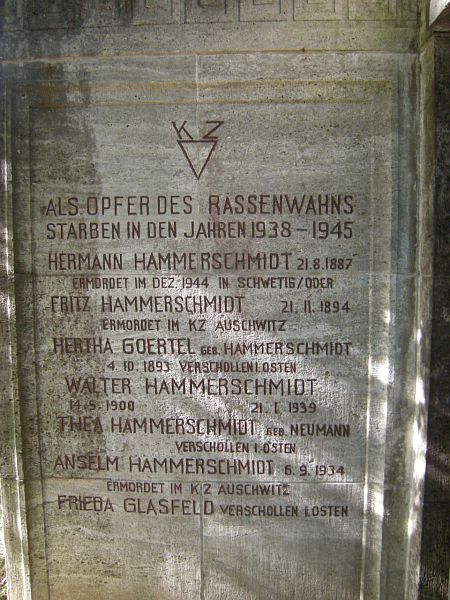 KZ
ALS OPFER DES RASSENWAHNS
STARBEN IN DEN JAHREN 1938-1945
HERMANN HAMMERSCHMIDT 21.8.1887
ERMORDET IM DEZ. 1944 IN SCHWETIG/ODER
FRITZ HAMMERSCHMIDT 21.11.1894
ERMORDET IM KZ AUSCHWITZ
HERTHA GOERTEL GEB. HAMMERSCHMIDT
4.10.1893 VERSCHOLLEN I.OSTEN
WALTER HAMMERSCHMIDT
14.5.1900 21.1.1939
THEA HAMMERSCHMIDT GEB. NEUMANN
VERSCHOLLEN I.OSTEN
ANSELM HAMMERSCHMIDT 6.9.1934
ERMORDET IM KZ AUSCHWITZ
FRIEDA GLASFELD VERSCHOLLEN I.OSTEN